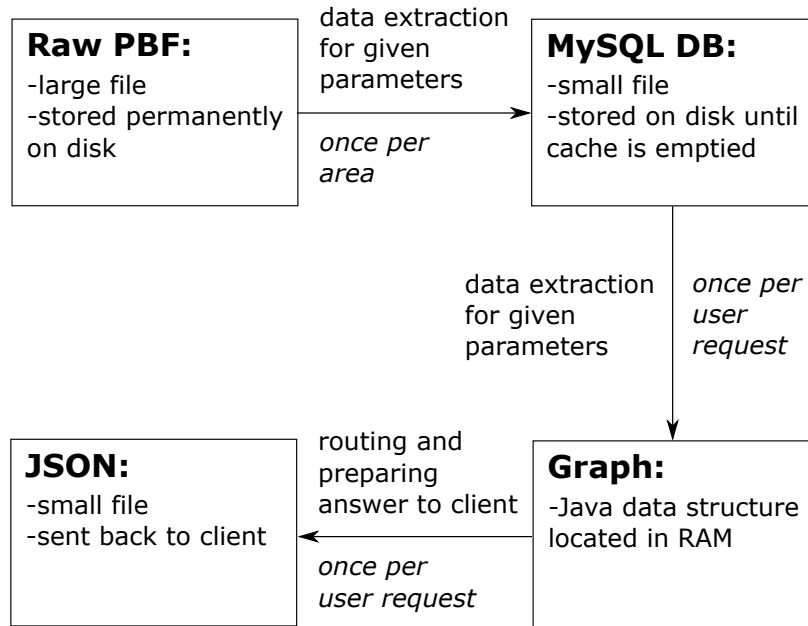 Raw PBF:
-large file
-stored permanently
on disk
data extraction
for given
parameters
once per
area
MySQL DB:
-small file
-stored on disk until
cache is emptied
data extraction
for given
parameters
once per
user
request
Graph:
-Java data structure
located in RAM
routing and
preparing
answer to client
once per
user request
JSON:
-small file
-sent back to client